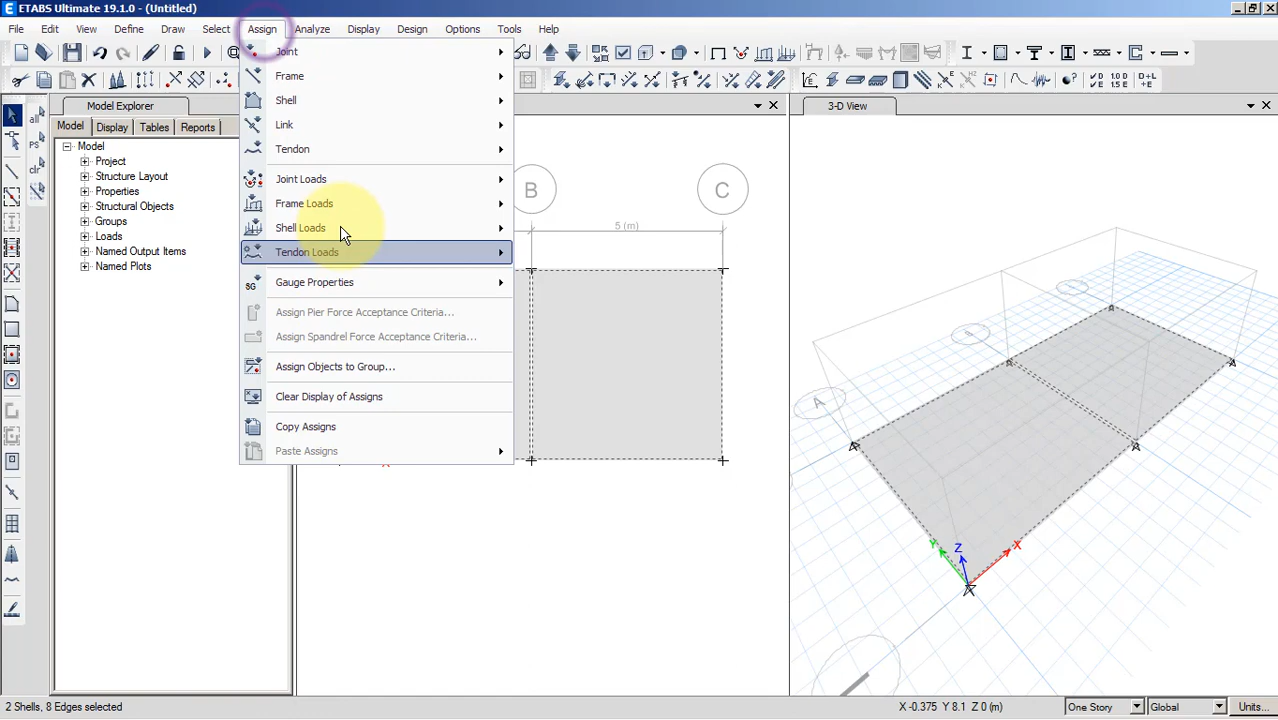 ETABS Ultimate 19.1.0 - (Untitled)
File Edit View Define Draw Select Assign Analyze Display Design Options Tools Help
Model Explorer
Model Display Tables Reports
Model
Project
Structure Layout
Properties
Structural Objects
Groups
Loads
Named Output Items
Named Plots
all
PS
clr
Joint
Frame
Shell
Link
Tendon
Joint Loads
Frame Loads
Shell Loads
Tendon Loads
Gauge Properties
Assign Pier Force Acceptance Criteria...
Assign Spandrel Force Acceptance Criteria...
Assign Objects to Group...
Clear Display of Assigns
Copy Assigns
Paste Assigns
B C
5 (m)
3-D View
A
Y Z X
2 Shells, 8 Edges selected
X -0.375 Y 8.1 Z 0 (m)
One Story
Global
Units...